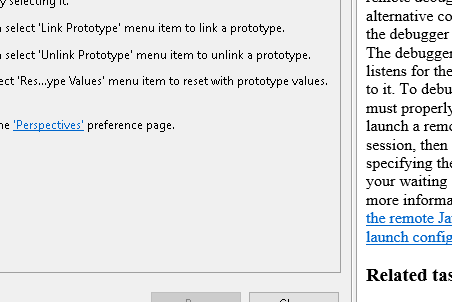 y selecting it.
select 'Link Prototype' menu item to link a prototype.
select 'Unlink Prototype' menu item to unlink a prototype.
ect 'Res...ype Values' menu item to reset with prototype values.
ne 'Perspectives' preference page.
remote debug
alternative co
the debugger
The debugger
listens for the
to it. To debu
must properly
launch a remo
session, then
specifying the
your waiting
more informa
the remote Ja
launch config
Related tas